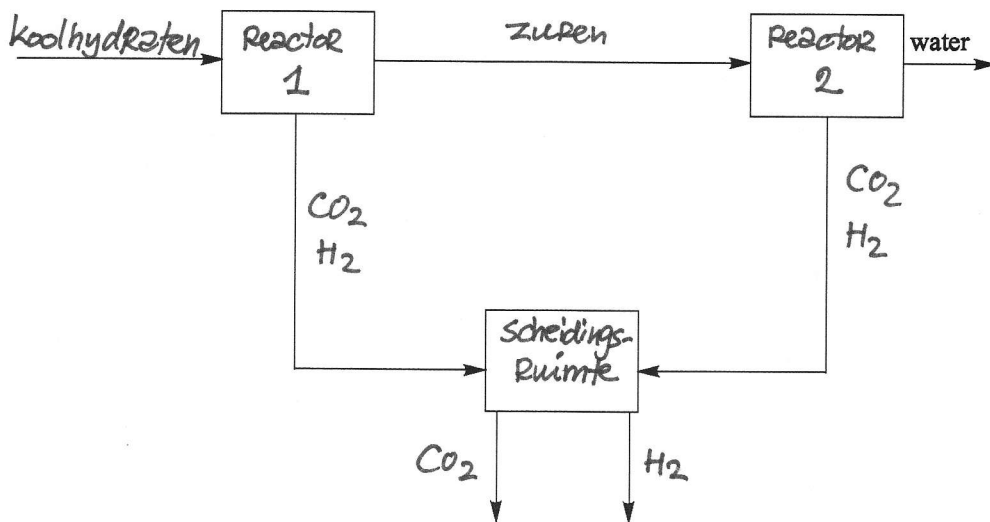 koolhydraten
Reactor
1
zuren
Reactor
2
water
CO2
H2
CO2
H2
Scheidings-
Ruimte
CO2
H2